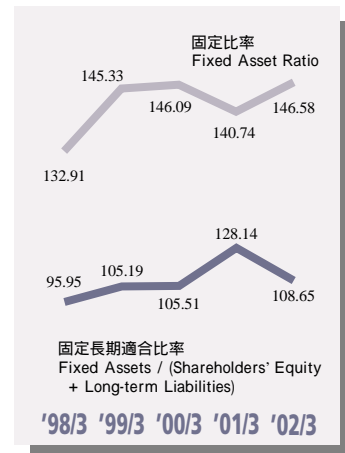 固定比率
Fixed Asset Ratio
145.33
146.09
140.74
146.58
132.91
128.14
95.95
105.19
105.51
108.65
固定長期適合比率
Fixed Assets / (Shareholders' Equity
+ Long-term Liabilities)
'98/3 '99/3 '00/3 '01/3 '02/3